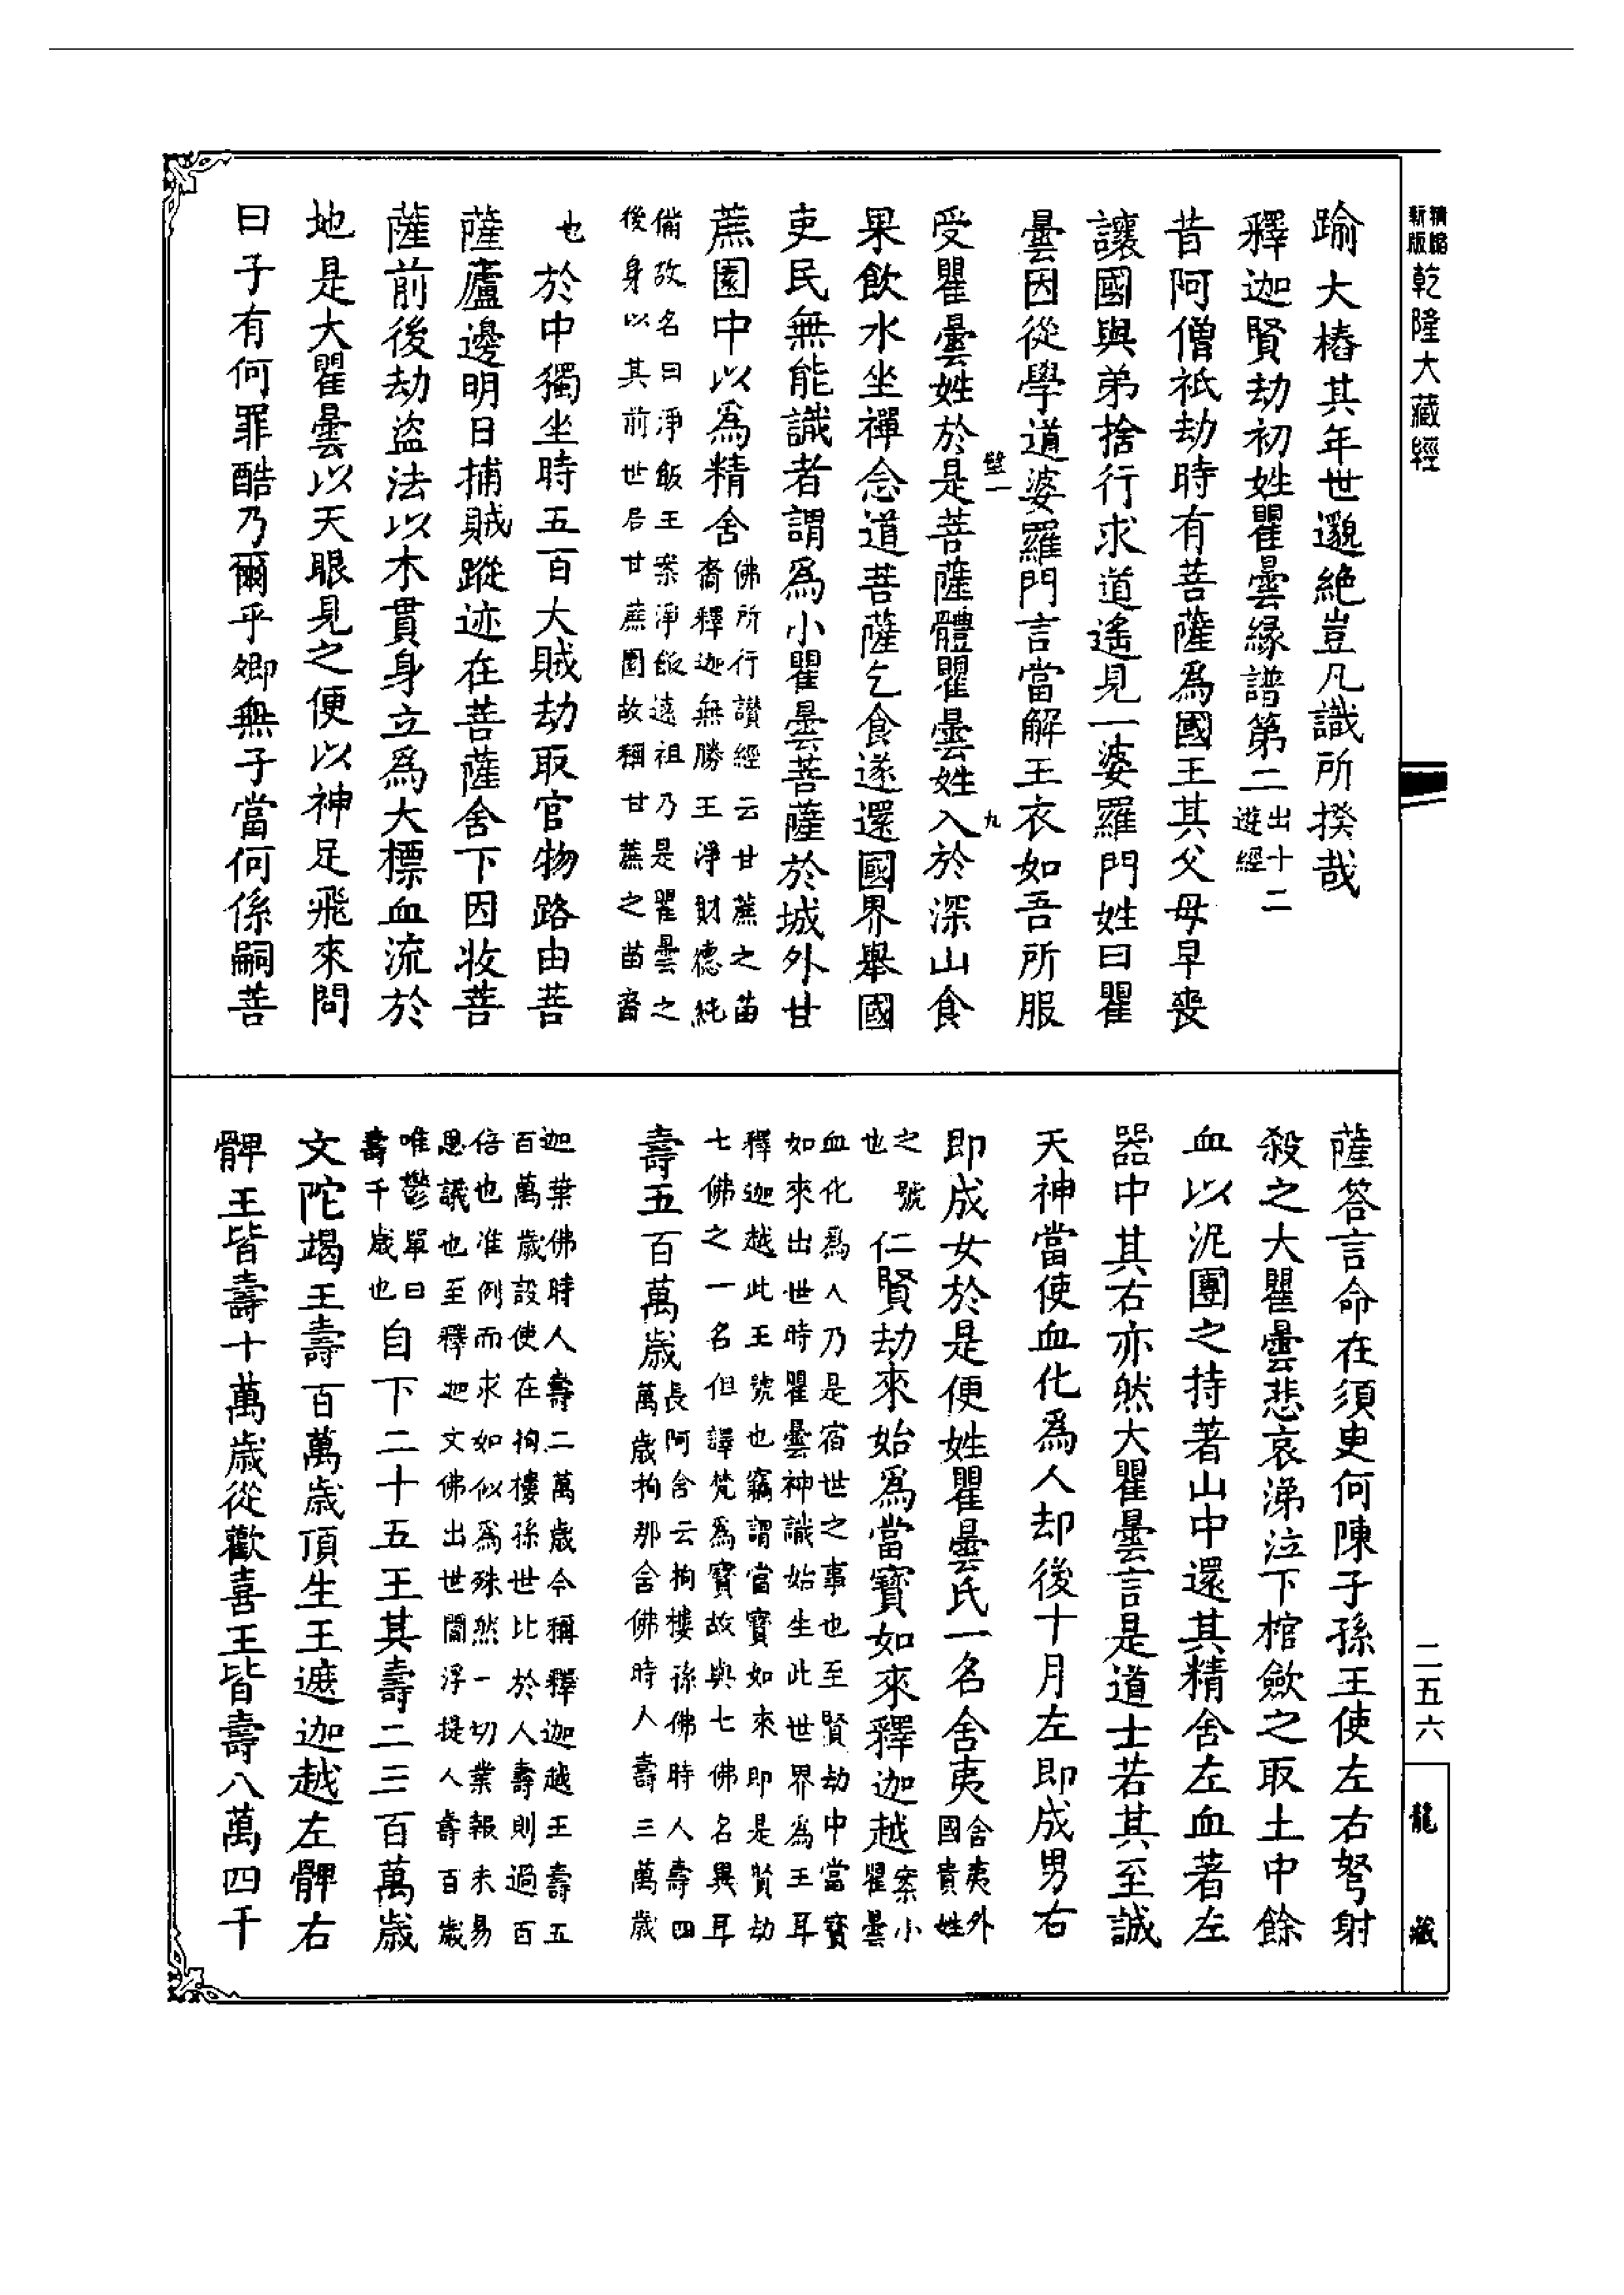 精縮
新版
乾隆大藏經
踰大樁其年世邈絶豈凡識所揆哉
釋迦賢劫初姓瞿曇緣譜第二出十二
遊經
昔阿僧祇劫時有菩薩爲國王其父母早喪
讓國與弟捨行求道遙見一婆羅門姓曰瞿
曇因從學道婆羅門言當解王衣如吾所服
壁一
九
受瞿曇姓於是菩薩體瞿曇姓入於深山食
果飲水坐禪念道菩薩乞食遂還國界舉國
吏民無能識者謂爲小瞿曇菩薩於城外甘
蔗園中以爲精舍佛所行讃經云甘蔗之苗
裔釋迦無勝王淨財德純
備故名曰淨飯王案淨飯遠祖乃是瞿曇之
後身以其前世居甘蔗園故稱甘蔗之苗裔
也於中獨坐時五百大賊劫取官物路由菩
薩廬邊明日捕賊蹤迹在菩薩舍下因收菩
薩前後劫盜法以木貫身立爲大標血流於
地是大瞿曇以天眼見之便以神足飛來問
曰子有何罪酷乃爾乎卿無子當何係嗣菩
薩答言命在須臾何陳子孫王使左右弩射
殺之大瞿曇悲哀涕泣下棺斂之取土中餘
血以泥團之持著山中還其精舍左血著左
器中其右亦然大瞿曇言是道士若其至誠
天神當使血化爲人却後十月左即成男右
即成女於是便姓瞿曇氏一名舍夷舍夷外
國貴姓
之號
也仁賢劫來始爲當寶如來釋迦越案小
瞿曇
血化爲人乃是宿世之事也至賢劫中當寳
如來出世時瞿曇神識始生此世界為王耳
釋迦越此王號也竊謂當寳如來即是賢劫
七佛之一名但譯梵爲寳故與七佛名異耳
壽五百萬歲長阿舍云拘樓孫佛時人壽四
萬歲拘那舍佛時人壽三萬歲
迦葉佛時人壽二萬歲今稱釋迦越王壽五
百萬歲設使在拘樓孫世比於人壽則過百
倍也准例而求如似爲殊然一切業報未易
思議也至釋迦文佛出世閻浮提人壽百歲
唯鬱單曰
壽千歲也自下二十五王其壽二三百萬歲
文陀竭王壽百萬歲頂生王遮迦越左髀右
髀王皆壽十萬歲從歡喜王皆壽八萬四千
二五六
龍藏